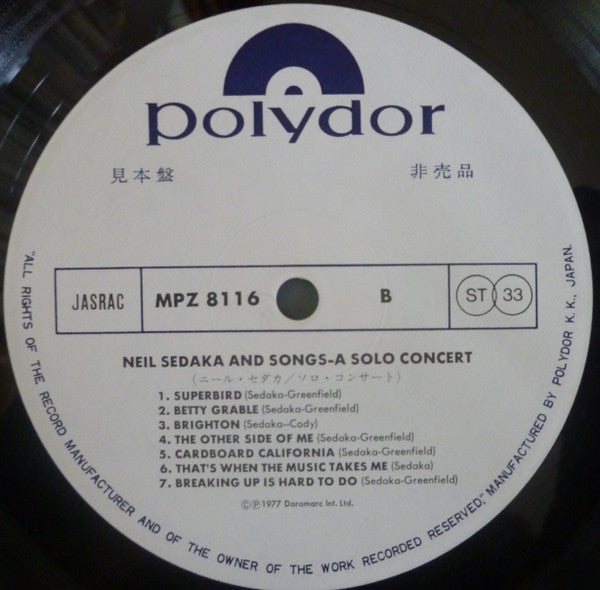 polydor
見本盤 非売品
JASRAC MPZ 8116 B ST 33
NEIL SEDAKA AND SONGS-A SOLO CONCERT
(ニール・セダカ/ソロ・コンサート)
1. SUPERBIRD (Sedaka-Greenfield)
2. BETTY GRABLE (Sedaka-Greenfield)
3. BRIGHTON (Sedaka--Cody)
4. THE OTHER SIDE OF ME (Sedaka-Greenfield)
5. CARDBOARD CALIFORNIA (Sedaka-Greenfield)
6. THAT'S WHEN THE MUSIC TAKES ME (Sedaka)
7. BREAKING UP IS HARD TO DO (Sedaka-Greenfield)
©℗1977 Daramarc Int. Ltd.
"ALL RIGHTS OF THE RECORD MANUFACTURER AND OF THE OWNER OF THE WORK RECORDED RESERVED," MANUFACTURED BY POLYDOR K.K., JAPAN.